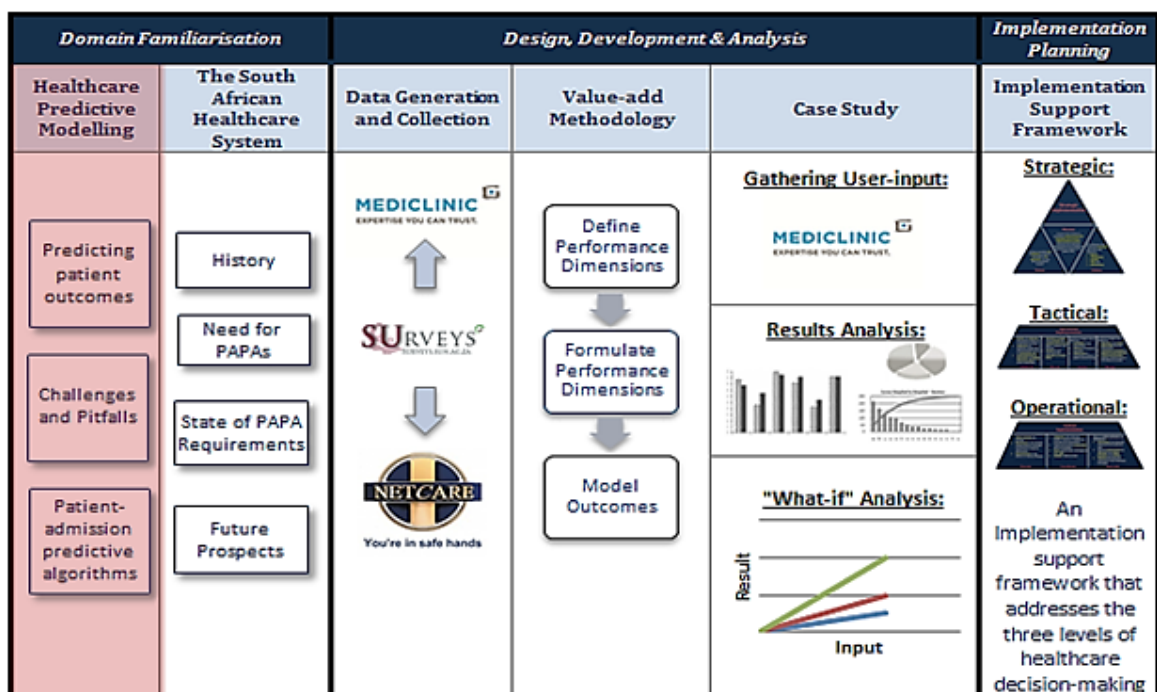 Domain Familiarisation
Design, Development & Analysis
Implementation
Planning
Healthcare
Predictive
Modelling
The South
African
Healthcare
System
Data Generation
and Collection
Value-add
Methodology
Case Study
Implementation
Support
Framework
Predicting
patient
outcomes
Challenges
and Pitfalls
Patient-
admission
predictive
algorithms
History
Need for
PAPAs
State of PAPA
Requirements
Future
Prospects
MEDICLINIC
EXPERTISE YOU CAN TRUST.
SURVEYS
NETCARE
You're in safe hands
Define
Performance
Dimensions
Formulate
Performance
Dimensions
Model
Outcomes
Gathering User-input:
MEDICLINIC
EXPERTISE YOU CAN TRUST.
Results Analysis:
"What-if" Analysis:
Result
Input
Strategic:
Tactical:
Operational:
An
Implementation
support
framework that
addresses the
three levels of
healthcare
decision-making